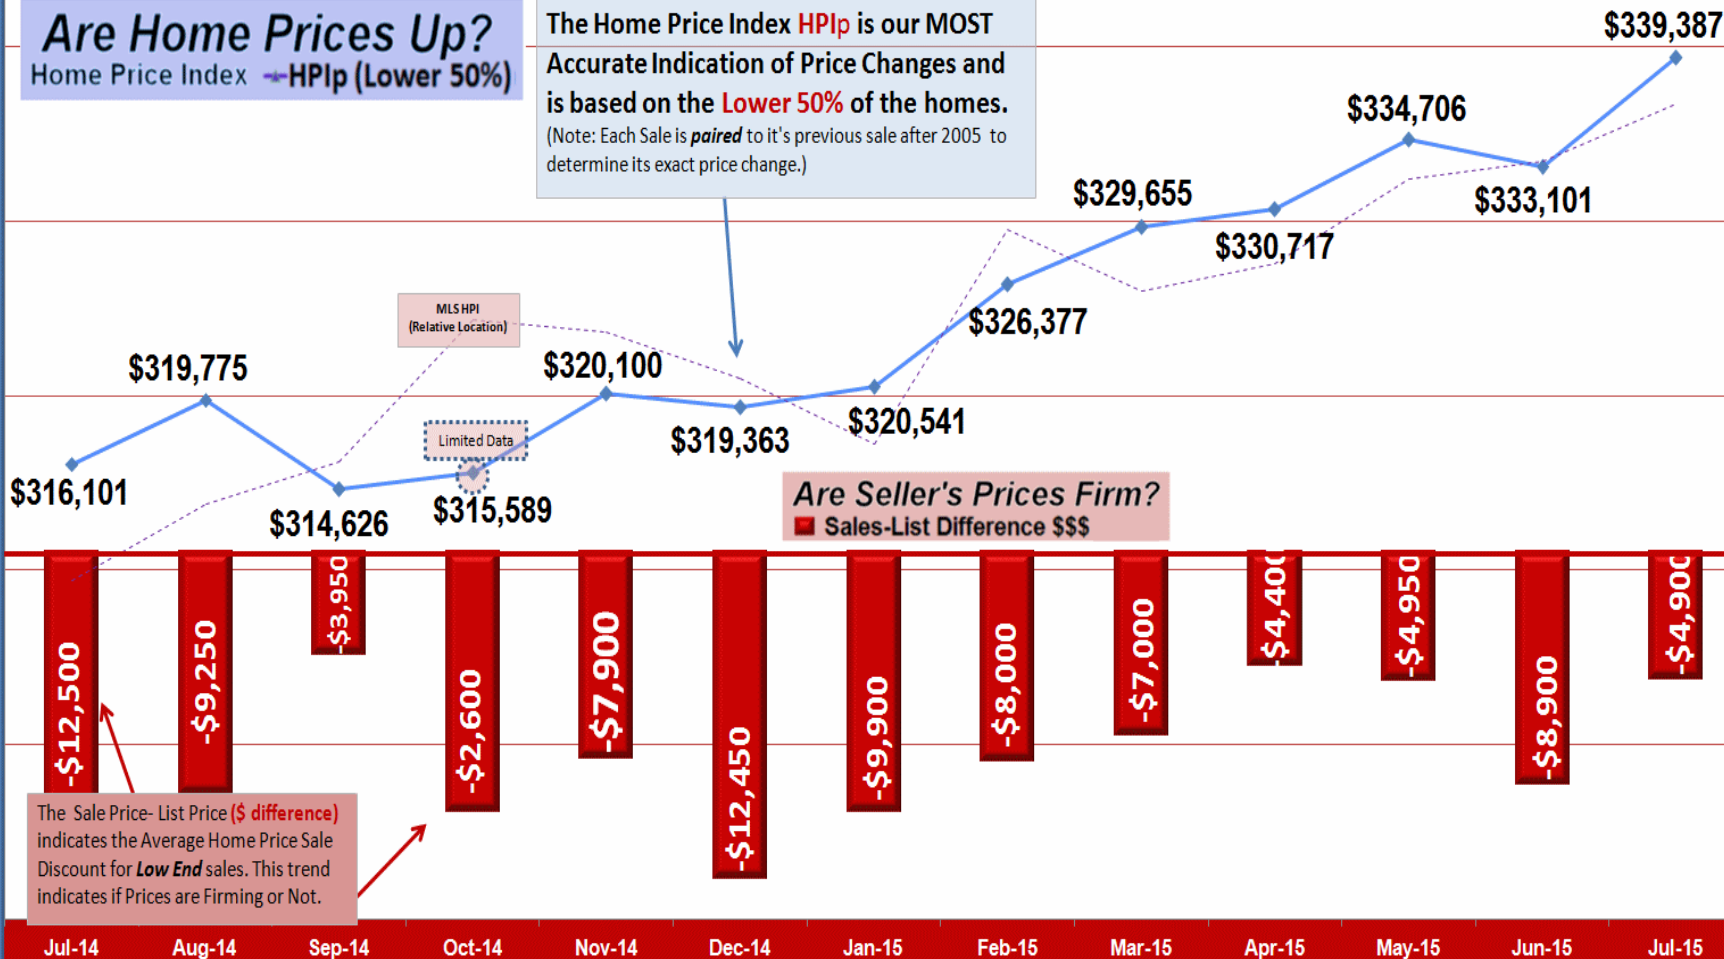 Are Home Prices Up?
Home Price Index HPIp (Lower 50%)
The Home Price Index HPIp is our MOST
Accurate Indication of Price Changes and
is based on the Lower 50% of the homes.
(Note: Each Sale is paired to it's previous sale after 2005 to
determine its exact price change.)
$339,387
$334,706
$333,101
$329,655
$330,717
$326,377
MLS HPI
(Relative Location)
$319,775
$320,100
Limited Data
$319,363
$320,541
$316,101
$314,626
$315,589
Are Seller's Prices Firm?
Sales-List Difference $$$
-$12,500
-$9,250
-$3,950
-$2,600
-$7,900
-$12,450
-$9,900
-$8,000
-$7,000
-$4,400
-$4,950
-$8,900
-$4,900
The Sale Price- List Price ($ difference)
indicates the Average Home Price Sale
Discount for Low End sales. This trend
indicates if Prices are Firming or Not.
Jul-14 Aug-14 Sep-14 Oct-14 Nov-14 Dec-14 Jan-15 Feb-15 Mar-15 Apr-15 May-15 Jun-15 Jul-15